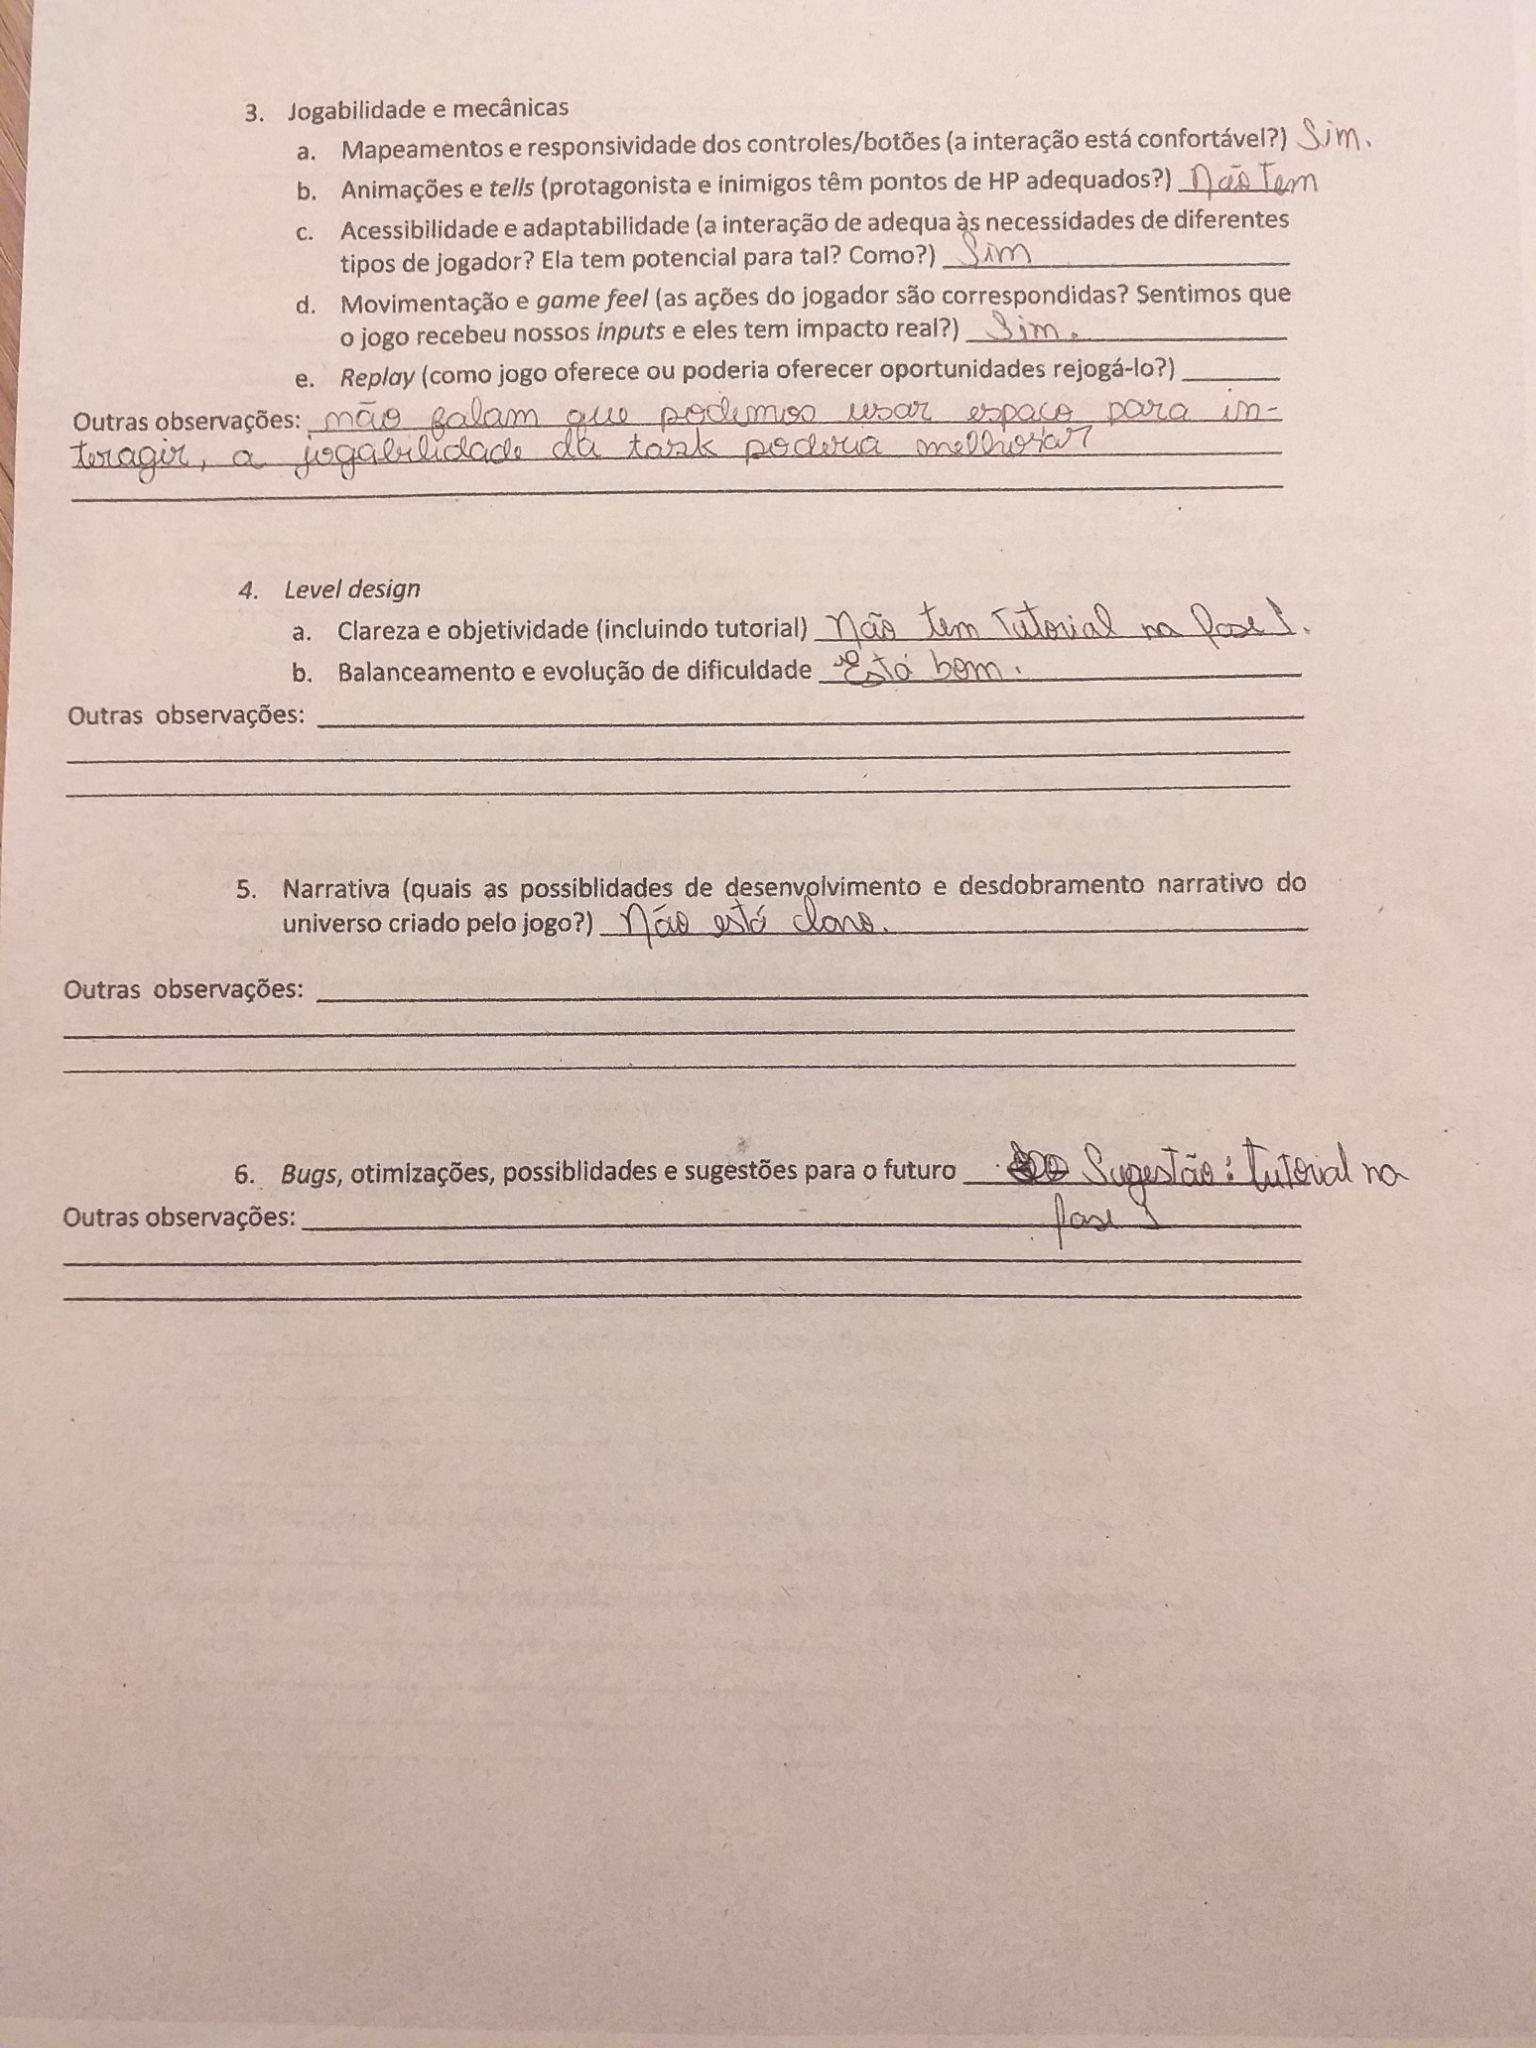 3. Jogabilidade e mecânicas
a. Mapeamentos e responsividade dos controles/botões (a interação está confortável?) Sim.
b. Animações e tells (protagonista e inimigos têm pontos de HP adequados?) Não tem
c. Acessibilidade e adaptabilidade (a interação de adequa às necessidades de diferentes
tipos de jogador? Ela tem potencial para tal? Como?) Sim
d. Movimentação e game feel (as ações do jogador são correspondidas? Sentimos que
o jogo recebeu nossos inputs e eles tem impacto real?) Sim.
e. Replay (como jogo oferece ou poderia oferecer oportunidades rejogá-lo?)
Outras observações: não falam que podemos usar espaço para in-
teragir, a jogabilidade da task poderia melhorar
4. Level design
a. Clareza e objetividade (incluindo tutorial) Não tem Tutorial na fase 1.
b. Balanceamento e evolução de dificuldade Está bom.
Outras observações:
5. Narrativa (quais as possiblidades de desenvolvimento e desdobramento narrativo do
universo criado pelo jogo?) Não está claro.
Outras observações:
6. Bugs, otimizações, possiblidades e sugestões para o futuro Sugestão: Tutorial na
Outras observações: fase 1